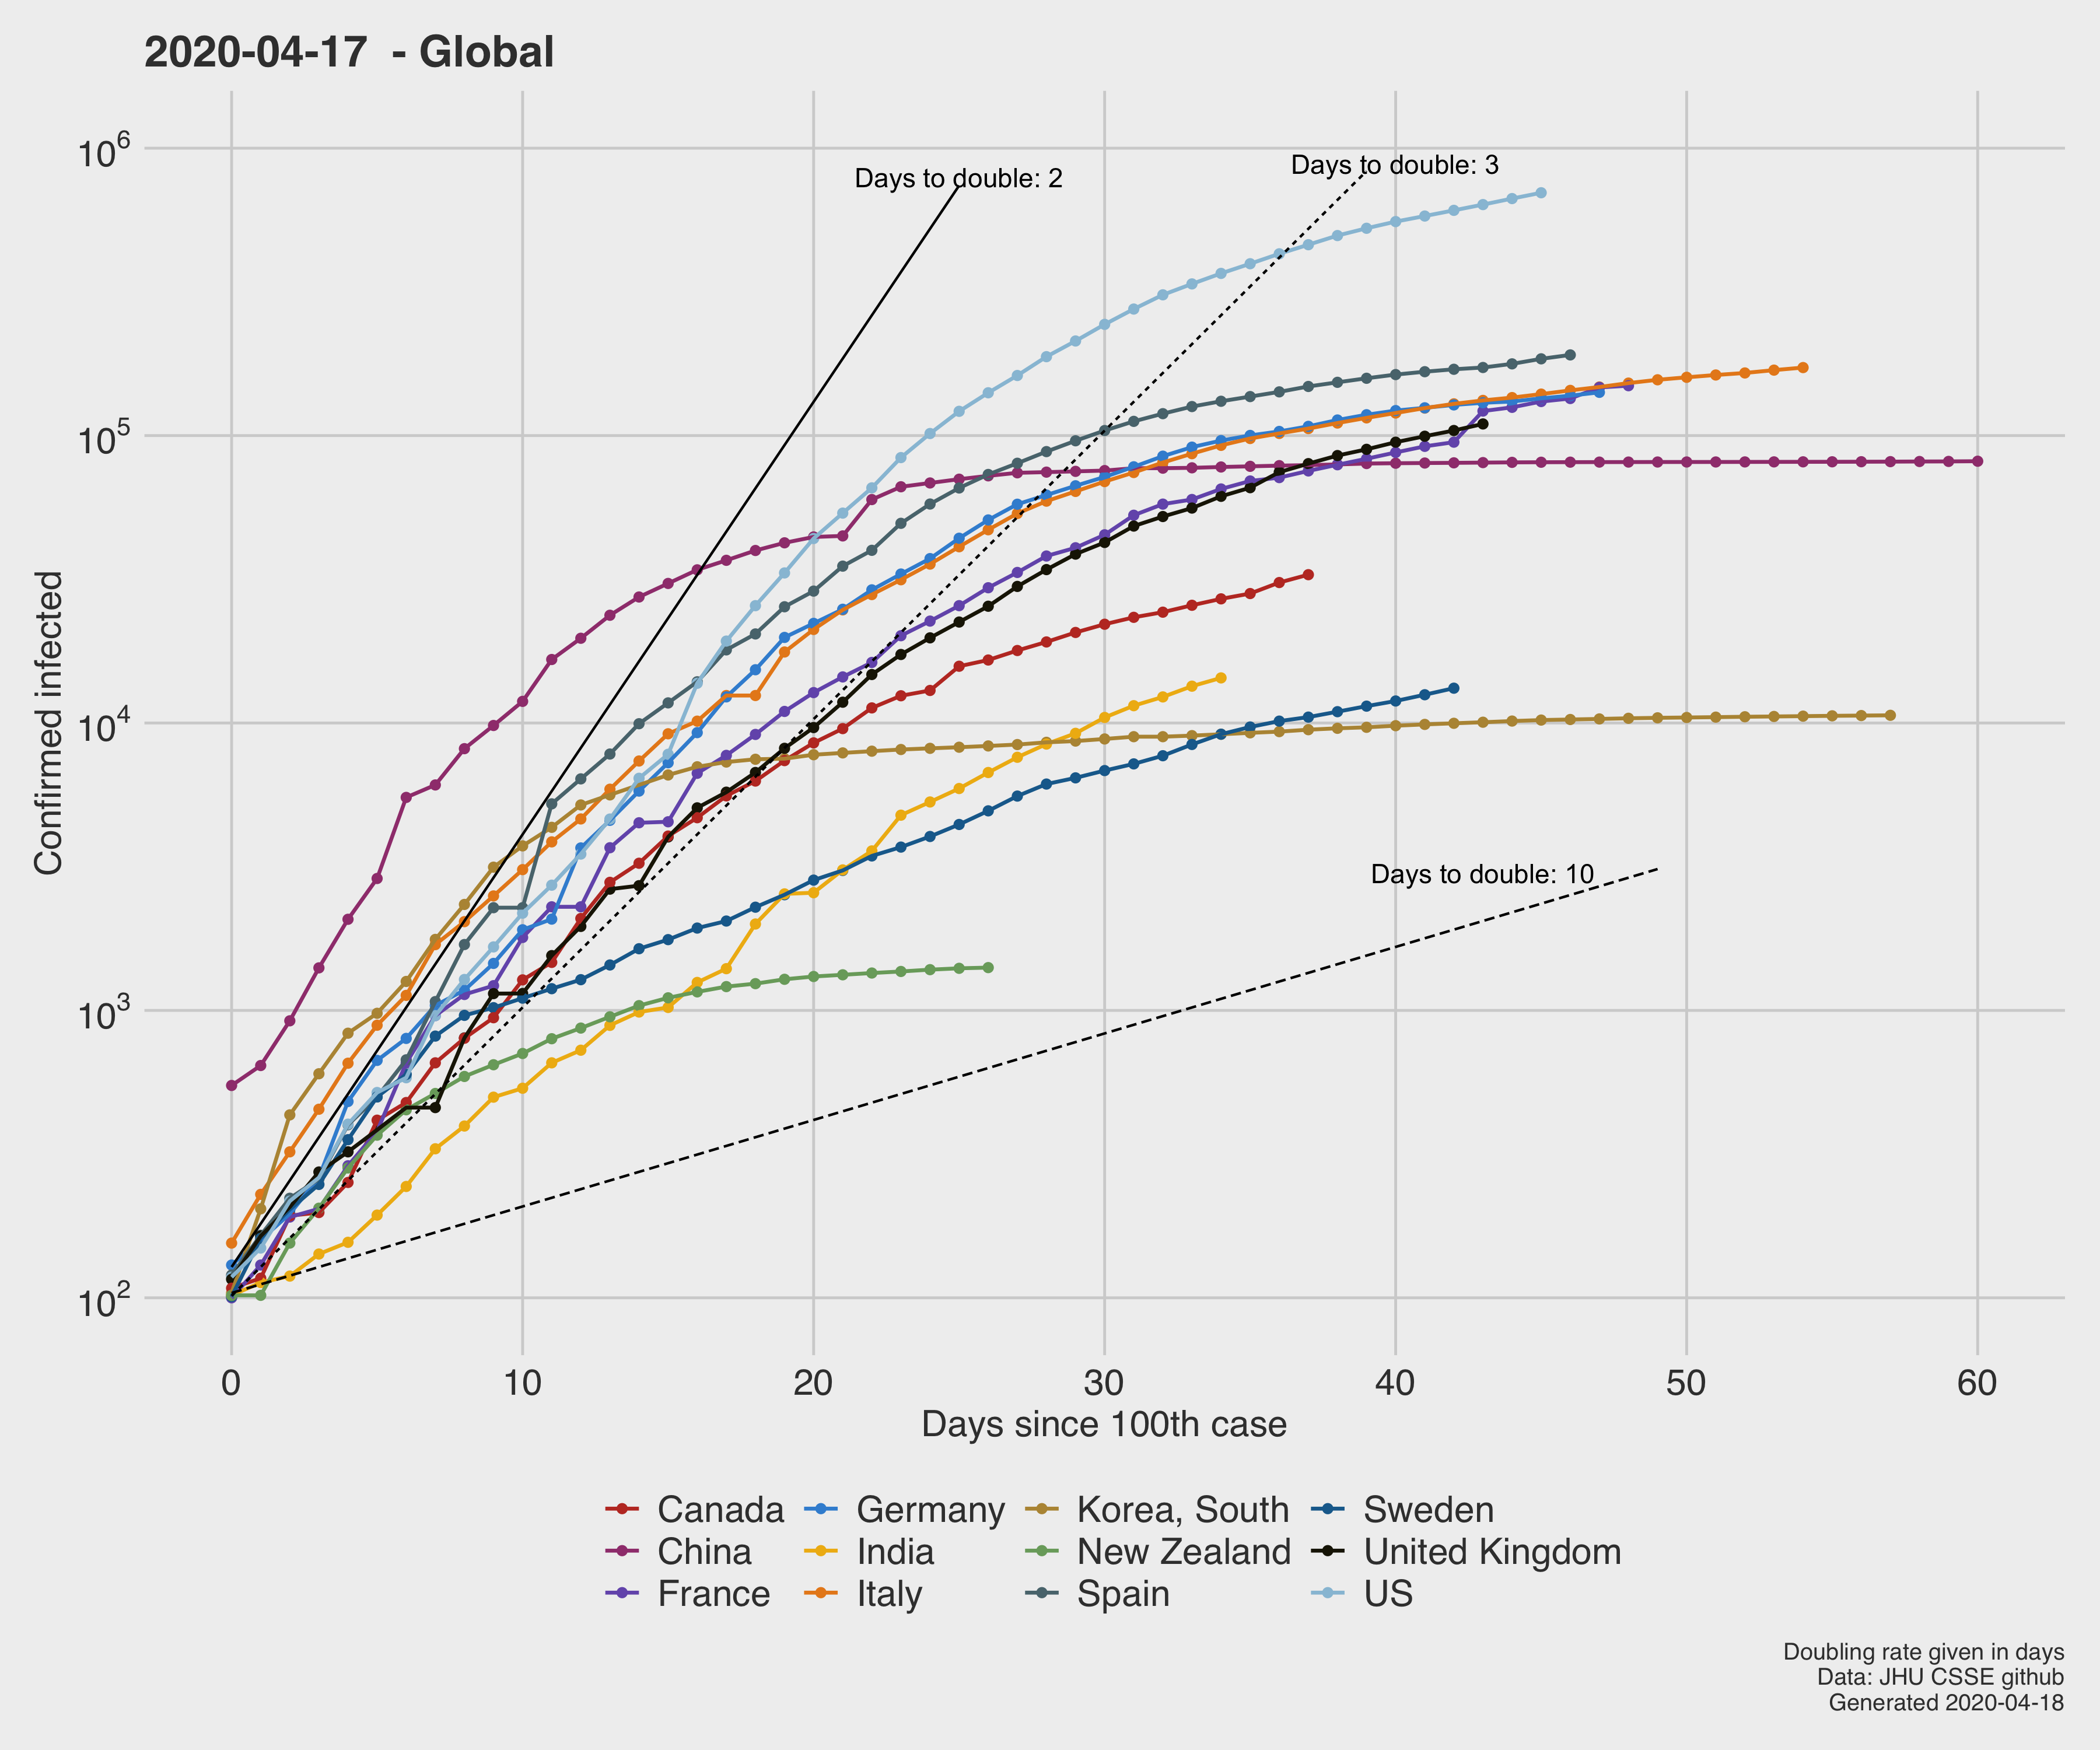 2020-04-17 - Global
10^6
10^5
10^4
10^3
10^2
Confirmed infected
Days to double: 2
Days to double: 3
Days to double: 10
0 10 20 30 40 50 60
Days since 100th case
Canada Germany Korea, South Sweden
China India New Zealand United Kingdom
France Italy Spain US
Doubling rate given in days
Data: JHU CSSE github
Generated 2020-04-18